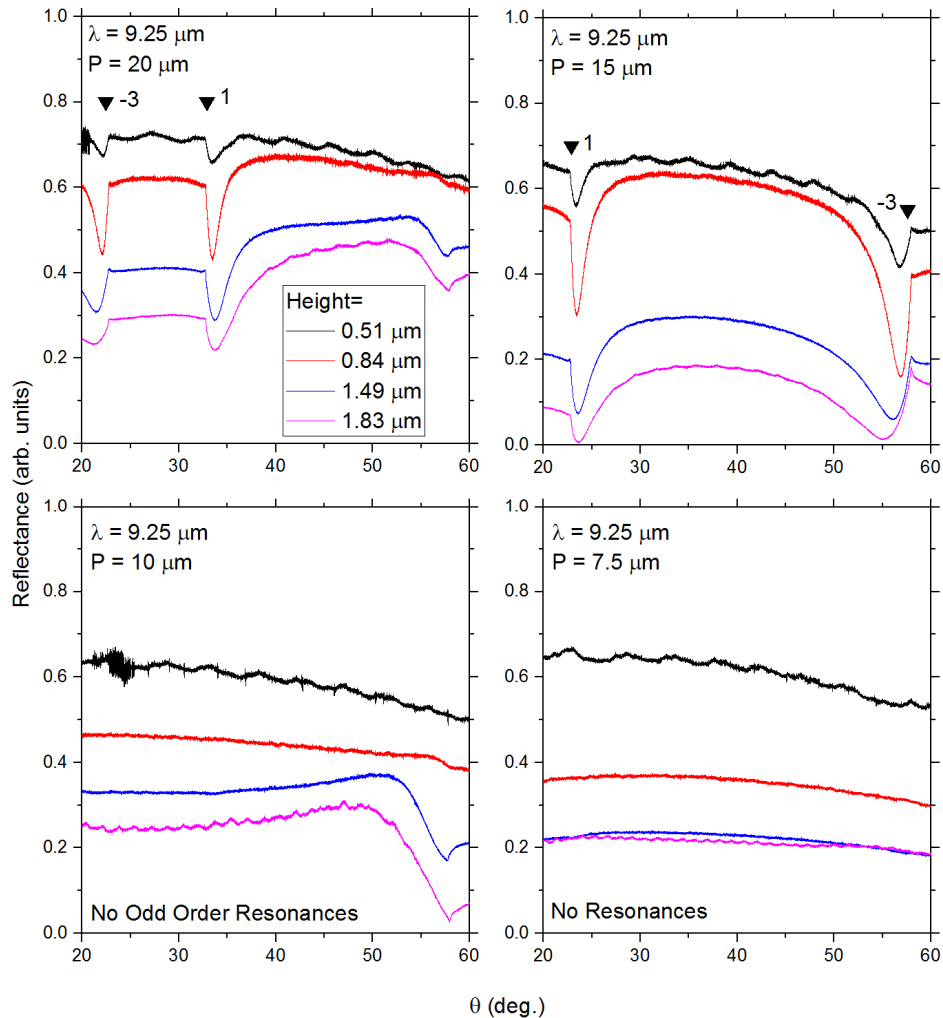 λ = 9.25 μm
P = 20 μm
-3
1
Height=
0.51 μm
0.84 μm
1.49 μm
1.83 μm
1.0
0.8
0.6
0.4
0.2
0.0
20 30 40 50 60
λ = 9.25 μm
P = 15 μm
1
-3
1.0
0.8
0.6
0.4
0.2
0.0
20 30 40 50 60
Reflectance (arb. units)
λ = 9.25 μm
P = 10 μm
No Odd Order Resonances
1.0
0.8
0.6
0.4
0.2
0.0
20 30 40 50 60
λ = 9.25 μm
P = 7.5 μm
No Resonances
1.0
0.8
0.6
0.4
0.2
0.0
20 30 40 50 60
θ (deg.)